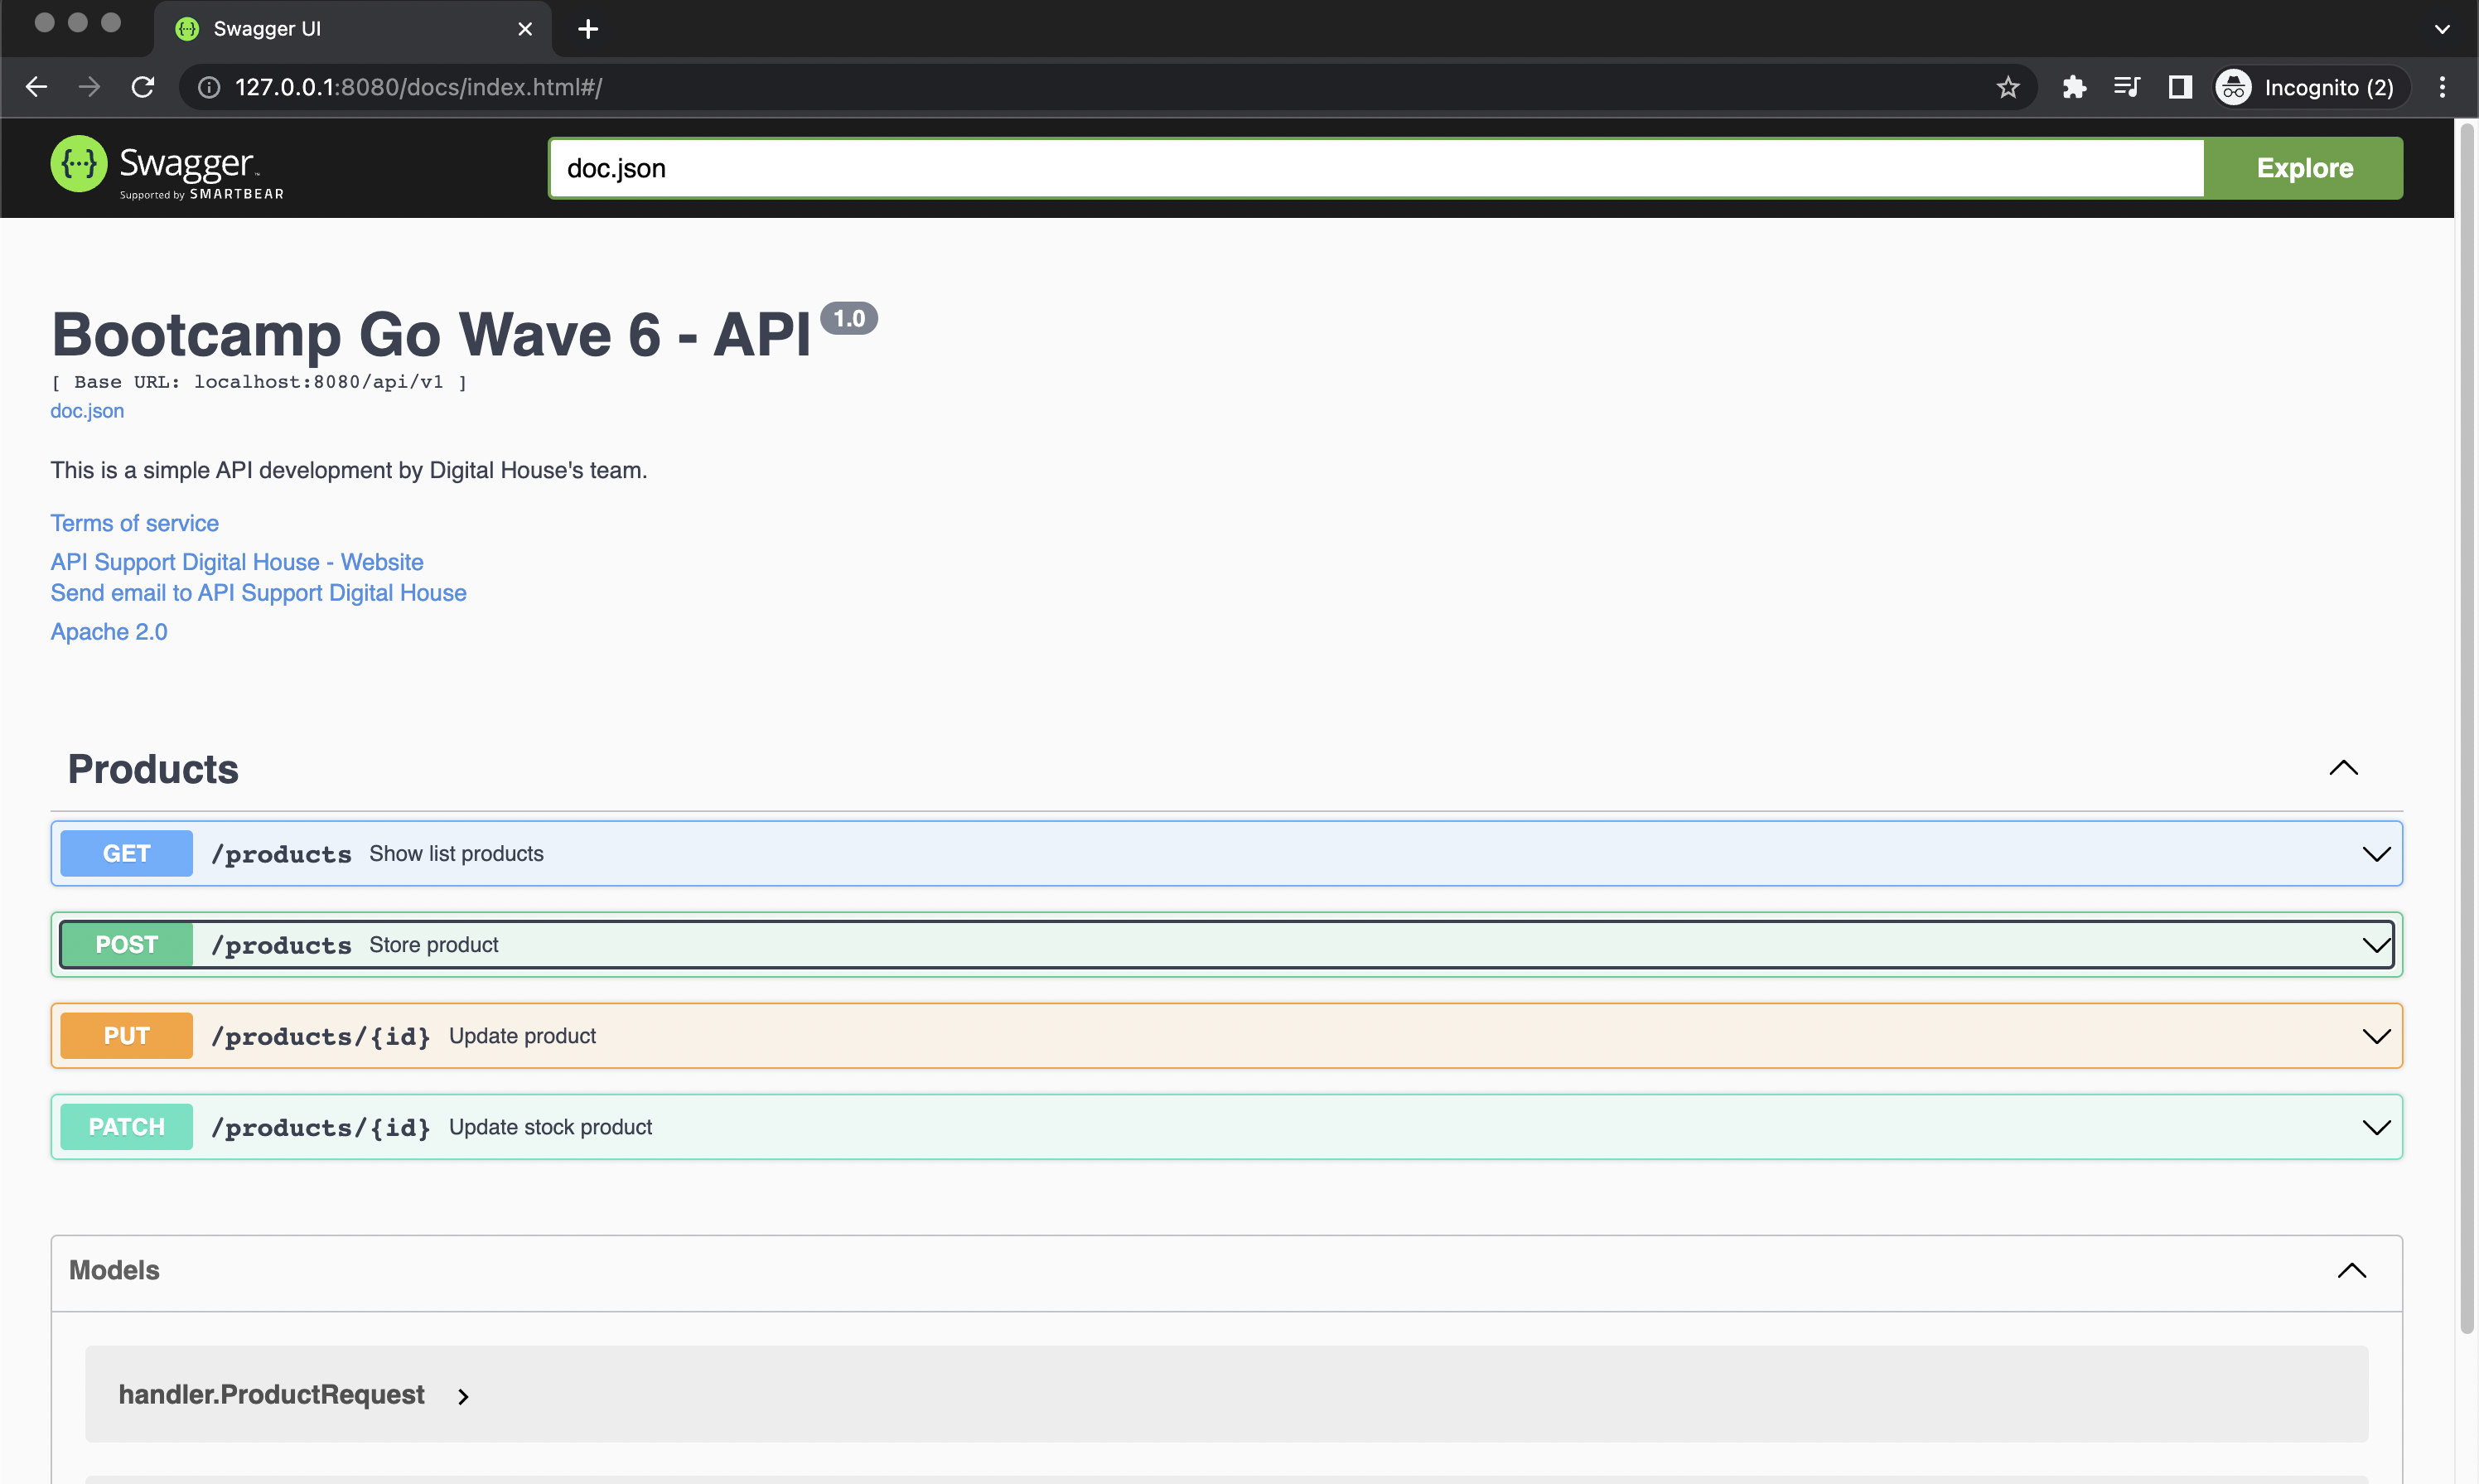 Swagger UI
127.0.0.1:8080/docs/index.html#/
Incognito (2)
{···} Swagger™
Supported by SMARTBEAR
doc.json
Explore
Bootcamp Go Wave 6 - API 1.0
[ Base URL: localhost:8080/api/v1 ]
doc.json
This is a simple API development by Digital House's team.
Terms of service
API Support Digital House - Website
Send email to API Support Digital House
Apache 2.0
Products
GET /products Show list products
POST /products Store product
PUT /products/{id} Update product
PATCH /products/{id} Update stock product
Models
handler.ProductRequest